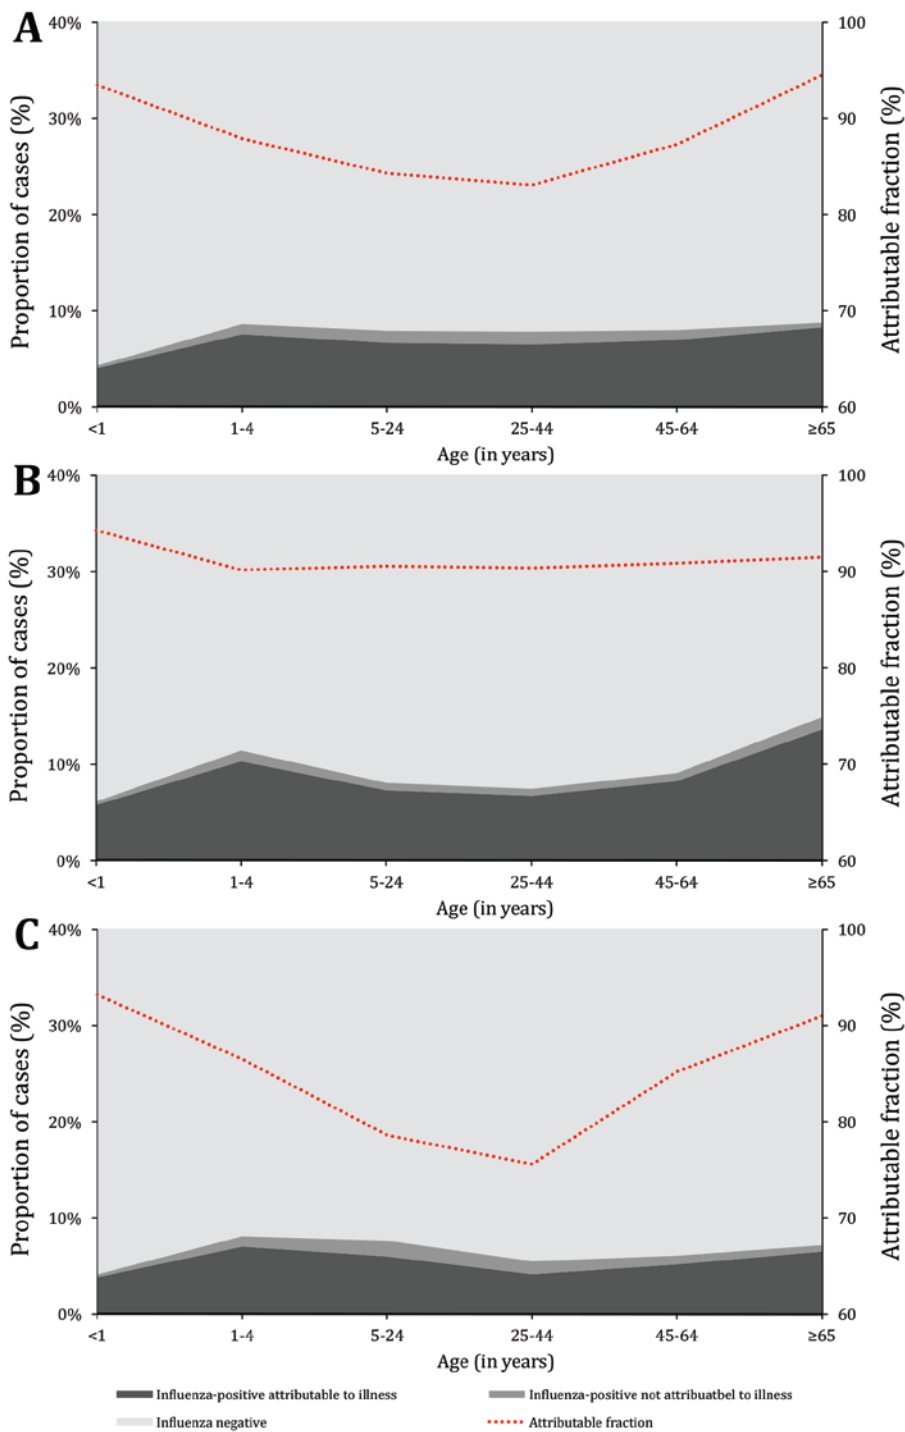 A
Proportion of cases (%)
40%
30%
20%
10%
0%
100
90
80
70
60
Attributable fraction (%)
<1 1-4 5-24 25-44 45-64 ≥65
Age (in years)
B
Proportion of cases (%)
40%
30%
20%
10%
0%
100
90
80
70
60
Attributable fraction (%)
<1 1-4 5-24 25-44 45-64 ≥65
Age (in years)
C
Proportion of cases (%)
40%
30%
20%
10%
0%
100
90
80
70
60
Attributable fraction (%)
<1 1-4 5-24 25-44 45-64 ≥65
Age (in years)
Influenza-positive attributable to illness
Influenza-positive not attribuatbel to illness
Influenza negative
Attributable fraction